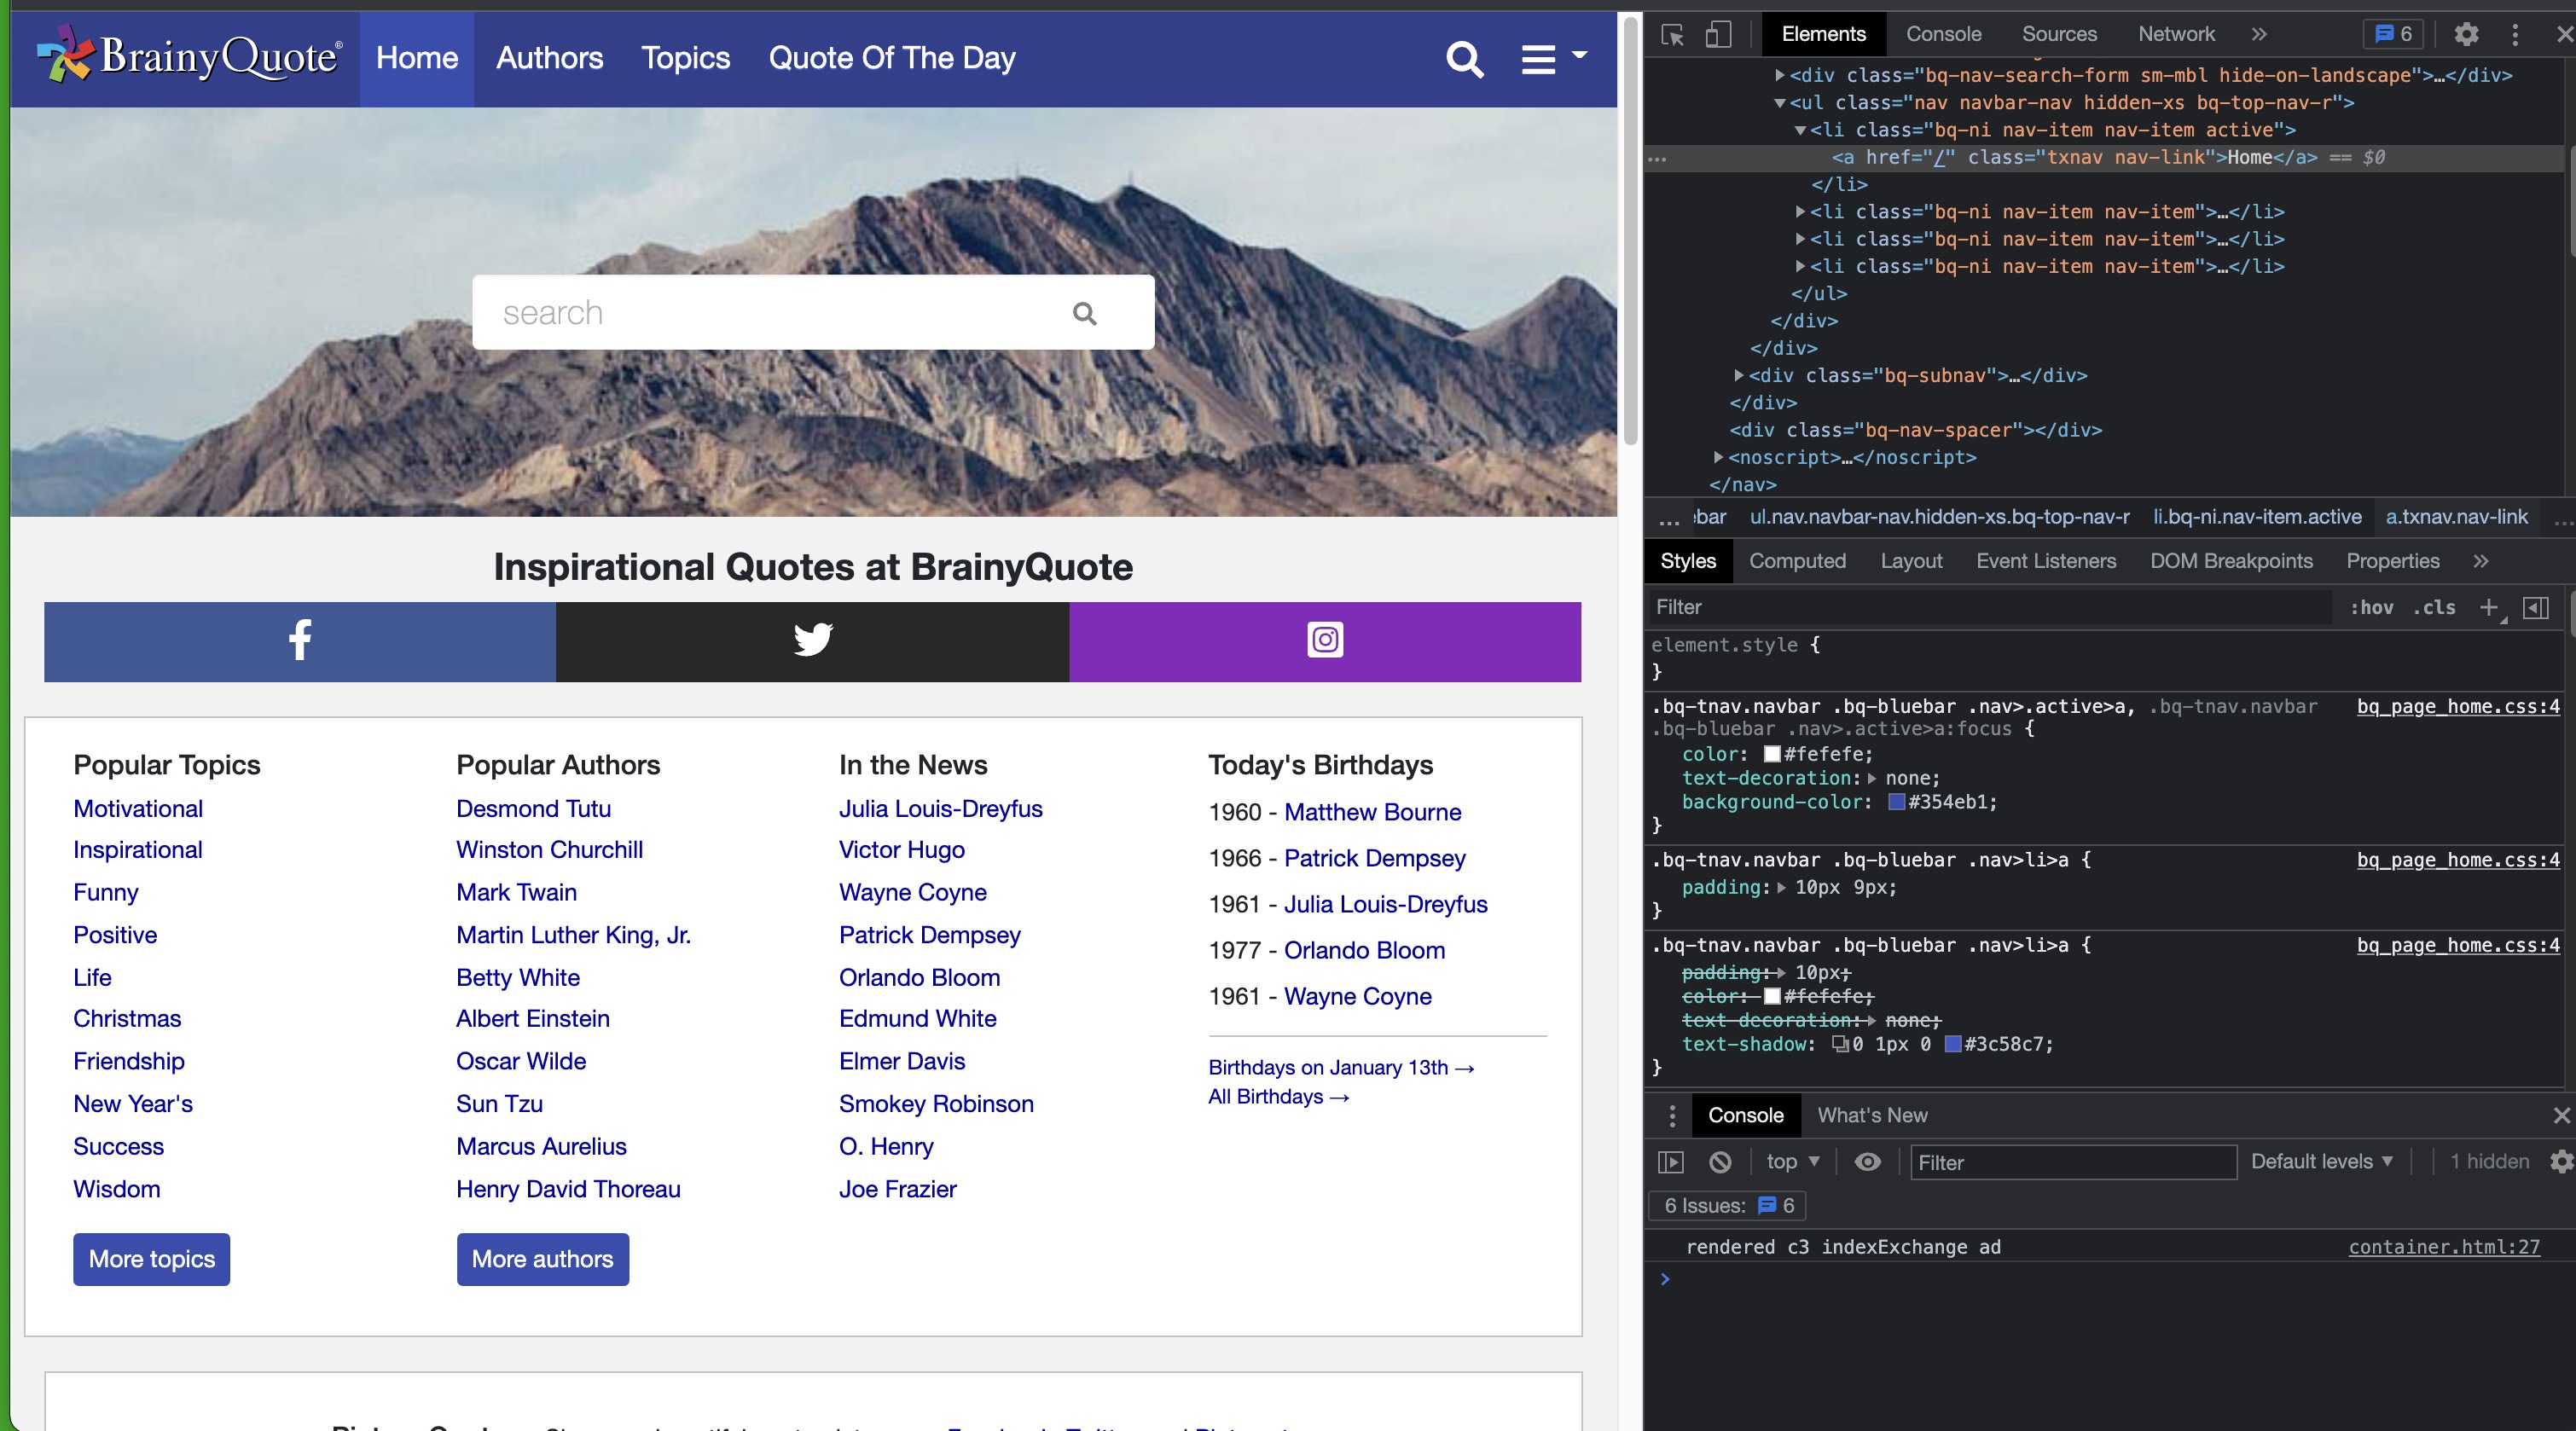 BrainyQuote®
Home
Authors
Topics
Quote Of The Day
search
Inspirational Quotes at BrainyQuote
Popular Topics
Motivational
Inspirational
Funny
Positive
Life
Christmas
Friendship
New Year's
Success
Wisdom
More topics
Popular Authors
Desmond Tutu
Winston Churchill
Mark Twain
Martin Luther King, Jr.
Betty White
Albert Einstein
Oscar Wilde
Sun Tzu
Marcus Aurelius
Henry David Thoreau
More authors
In the News
Julia Louis-Dreyfus
Victor Hugo
Wayne Coyne
Patrick Dempsey
Orlando Bloom
Edmund White
Elmer Davis
Smokey Robinson
O. Henry
Joe Frazier
Today's Birthdays
1960 - Matthew Bourne
1966 - Patrick Dempsey
1961 - Julia Louis-Dreyfus
1977 - Orlando Bloom
1961 - Wayne Coyne
Birthdays on January 13th →
All Birthdays →
Elements
Console
Sources
Network
»
6
<div class="bq-nav-search-form sm-mbl hide-on-landscape">…</div>
<ul class="nav navbar-nav hidden-xs bq-top-nav-r">
<li class="bq-ni nav-item nav-item active">
<a href="/" class="txnav nav-link">Home</a> == $0
</li>
<li class="bq-ni nav-item nav-item">…</li>
<li class="bq-ni nav-item nav-item">…</li>
<li class="bq-ni nav-item nav-item">…</li>
</ul>
</div>
</div>
<div class="bq-subnav">…</div>
</div>
<div class="bq-nav-spacer"></div>
<noscript>…</noscript>
</nav>
... bar ul.nav.navbar-nav.hidden-xs.bq-top-nav-r li.bq-ni.nav-item.active a.txnav.nav-link ...
Styles
Computed
Layout
Event Listeners
DOM Breakpoints
Properties
»
Filter
:hov .cls +
element.style {
}
.bq-tnav.navbar .bq-bluebar .nav>.active>a, .bq-tnav.navbar bq_page_home.css:4
.bq-bluebar .nav>.active>a:focus {
color: #fefefe;
text-decoration: none;
background-color: #354eb1;
}
.bq-tnav.navbar .bq-bluebar .nav>li>a { bq_page_home.css:4
padding: 10px 9px;
}
.bq-tnav.navbar .bq-bluebar .nav>li>a { bq_page_home.css:4
padding: 10px;
color: #fefefe;
text-decoration: none;
text-shadow: 0 1px 0 #3c58c7;
}
Console
What's New
top
Filter
Default levels
1 hidden
6 Issues: 6
rendered c3 indexExchange ad container.html:27